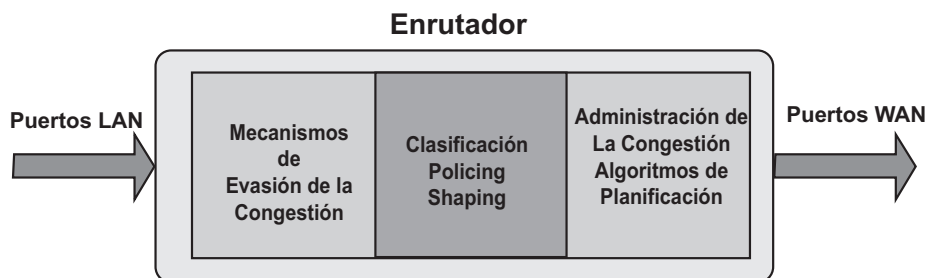 Enrutador
Puertos LAN
Mecanismos
de
Evasión de la
Congestión
Clasificación
Policing
Shaping
Administración de
La Congestión
Algoritmos de
Planificación
Puertos WAN